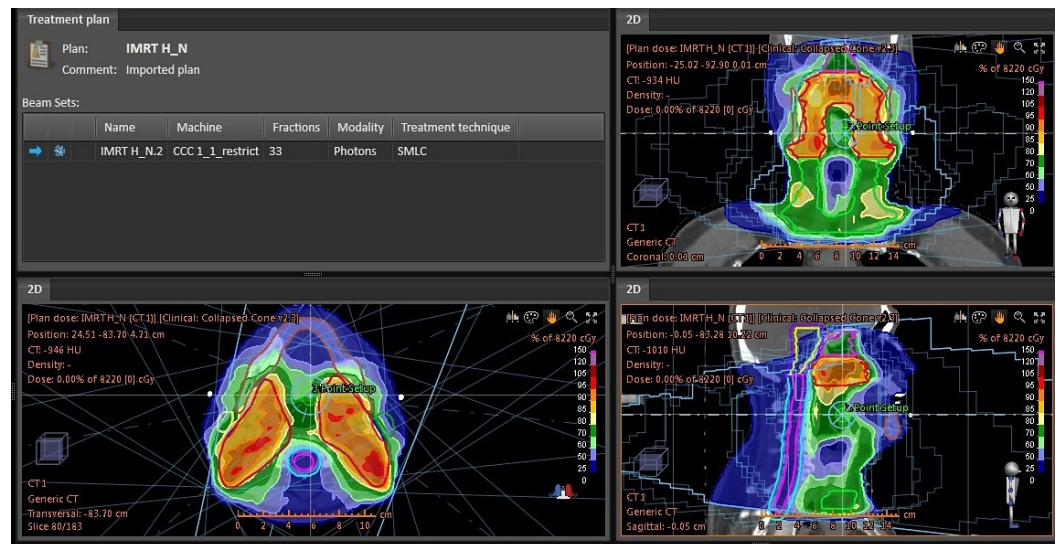 Treatment plan
Plan: IMRT H_N
Comment: Imported plan
Beam Sets:
Name Machine Fractions Modality Treatment technique
IMRT H_N.2 CCC 1_1_restrict 33 Photons SMLC
2D
[Plan dose: IMRT H_N (CT1)] [Clinical: Collapsed Cone v2.3]
Position: -25.02 -92.90 0.01 cm
CT: -934 HU
Density: -
Dose: 0.00% of 8220 [0] cGy
% of 8220 cGy
150
120
105
95
90
85
80
70
60
50
25
0
Point Setup
CT1
Generic CT
Coronal: 0.01 cm
0 2 4 6 8 10 12 14 cm
2D
[Plan dose: IMRT H_N (CT1)] [Clinical: Collapsed Cone v2.3]
Position: 24.51 -83.70 4.71 cm
CT: -946 HU
Density: -
Dose: 0.00% of 8220 [0] cGy
% of 8220 cGy
150
120
105
95
90
85
80
70
60
50
25
0
Point Setup
CT1
Generic CT
Transversal: -83.70 cm
Slice 80/183
0 2 4 6 8 10 cm
2D
[Plan dose: IMRT H_N (CT1)] [Clinical: Collapsed Cone v2.3]
Position: -0.05 -83.28 10.22 cm
CT: -1010 HU
Density: -
Dose: 0.00% of 8220 [0] cGy
% of 8220 cGy
150
120
105
95
90
85
80
70
60
50
25
0
Point Setup
CT1
Generic CT
Sagittal: -0.05 cm
0 2 4 6 8 10 12 14 cm